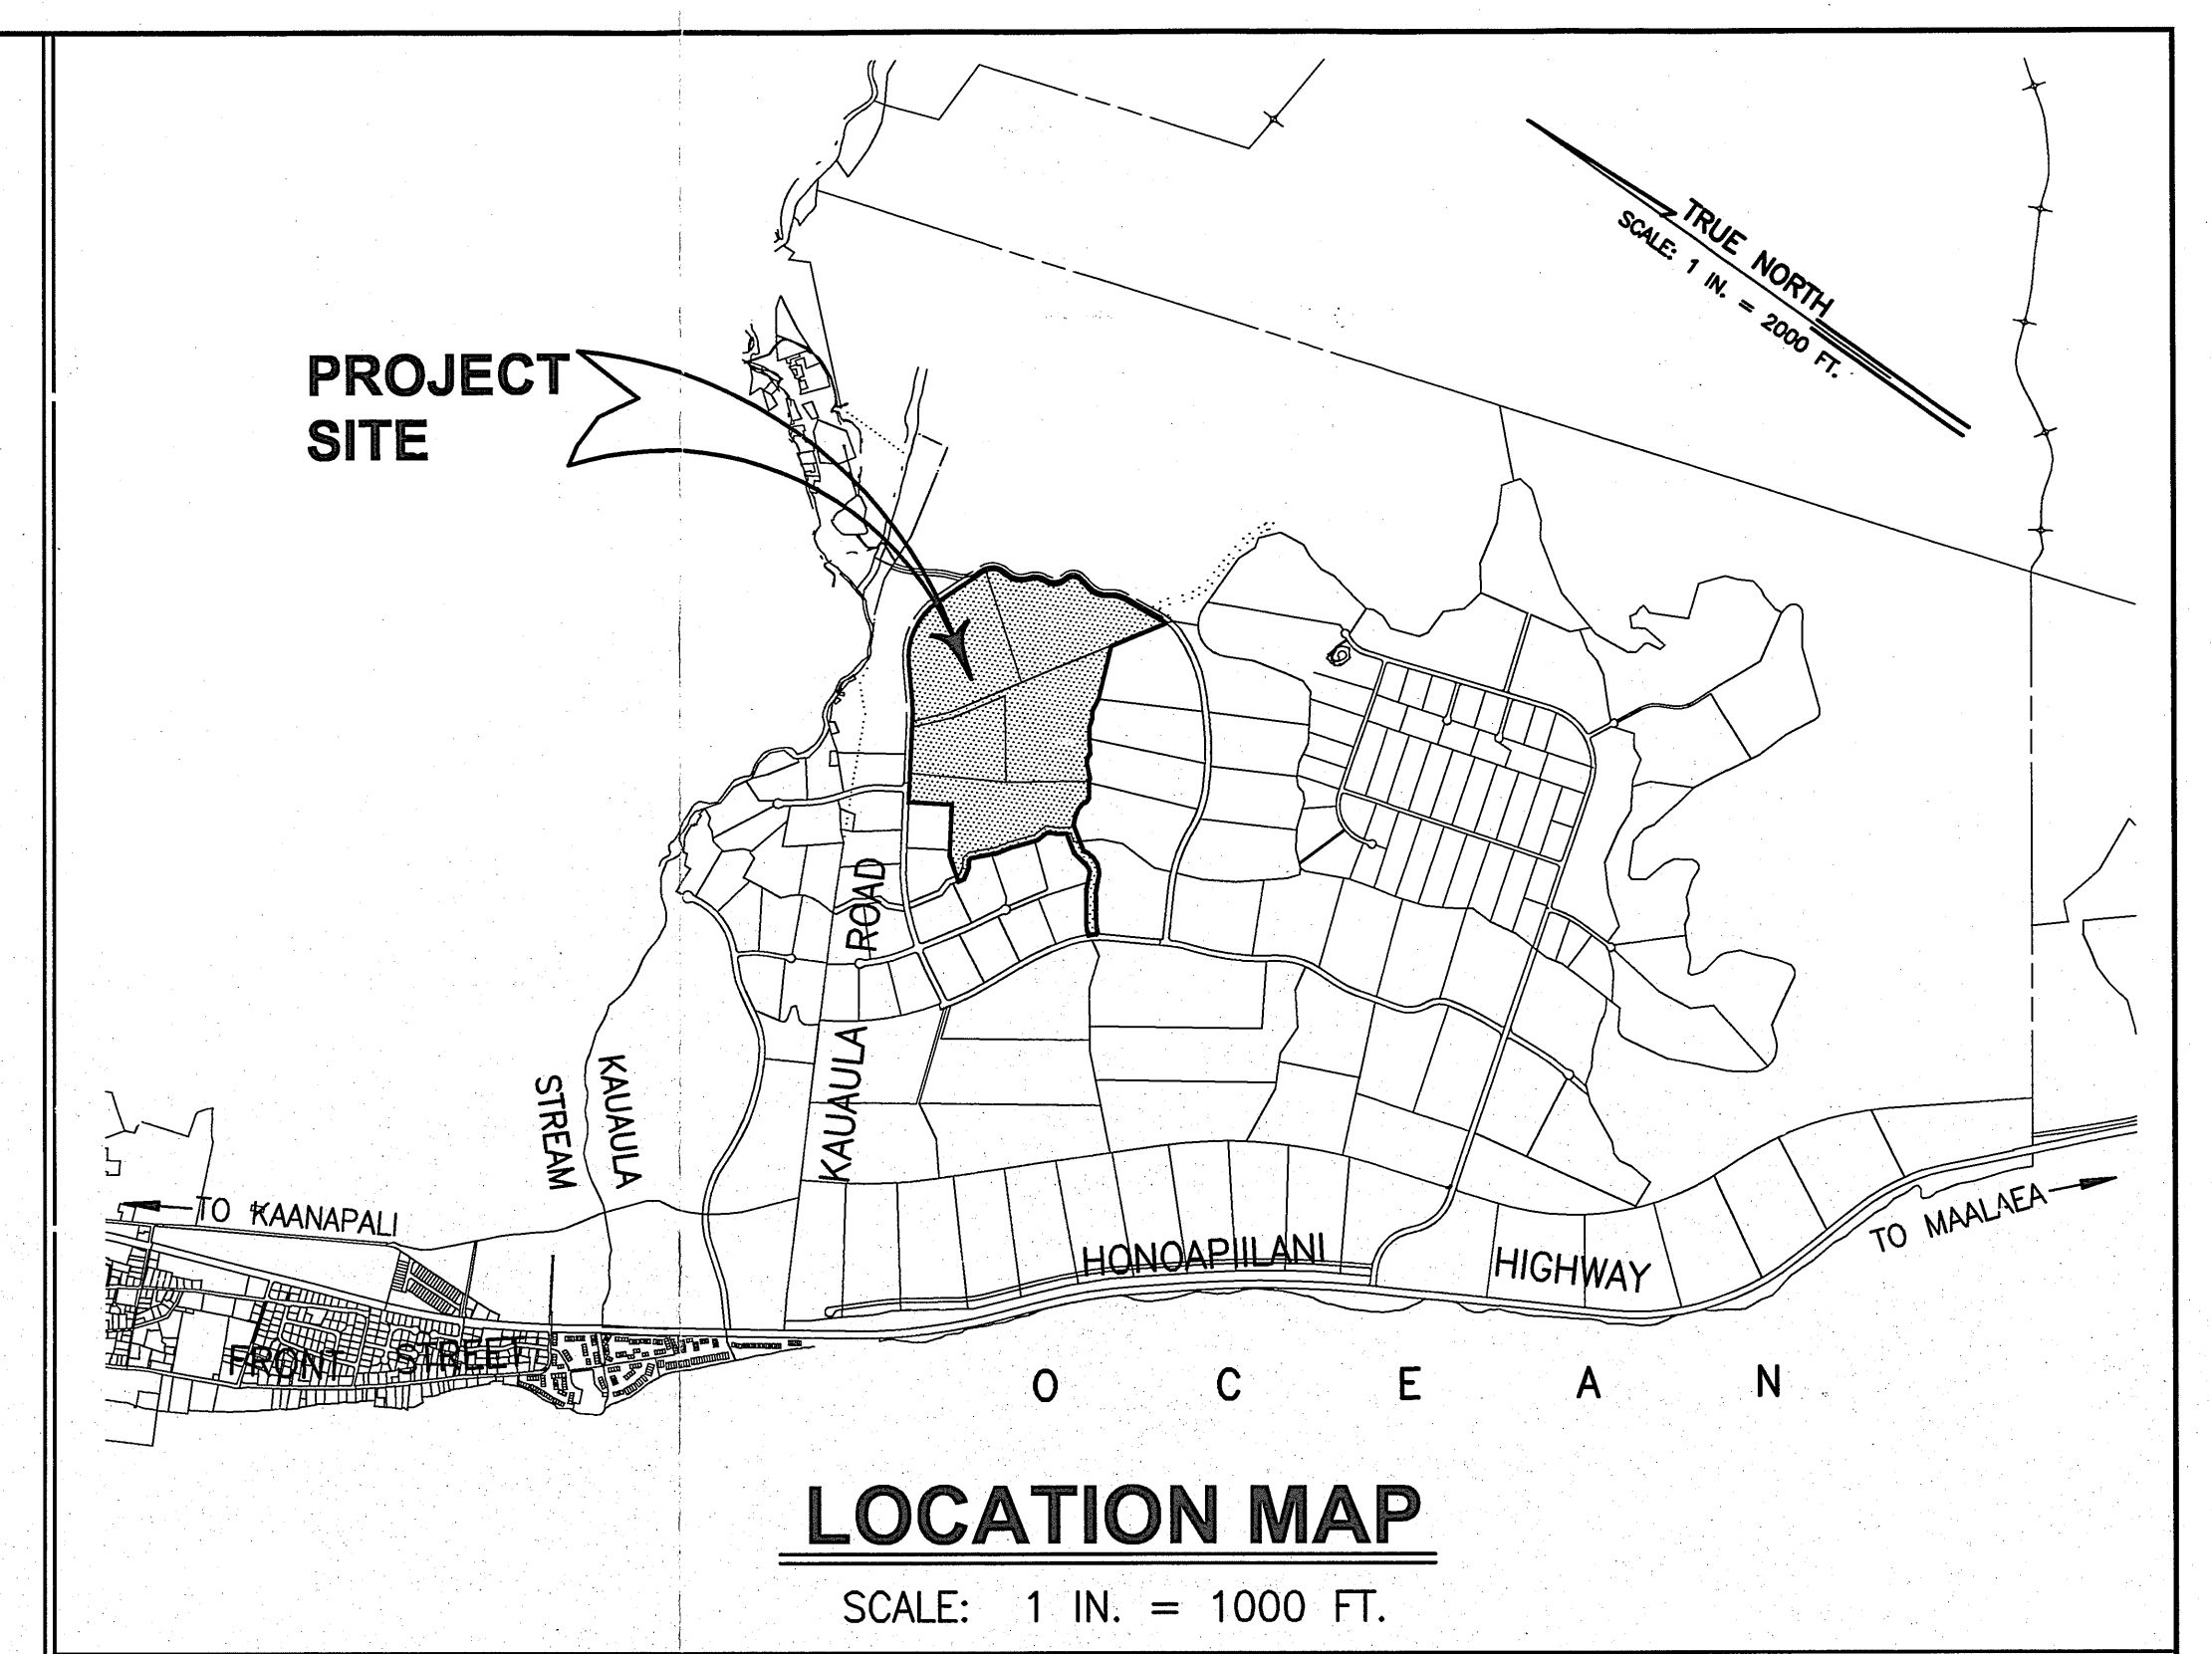 PROJECT
SITE
TRUE NORTH
SCALE: 1 IN. = 2000 FT.
ROAD
KAUAULA
KAUAULA
STREAM
TO KAANAPALI
HONOAPIILANI
HIGHWAY
TO MAALAEA
FRONT STREET
O C E A N
LOCATION MAP
SCALE: 1 IN. = 1000 FT.